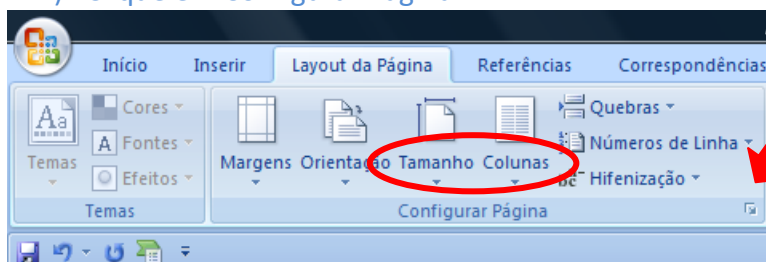 Início Inserir Layout da Página Referências Correspondências
Aa Cores Quebras
A Fontes Números de Linha
Temas Margens Orientação Tamanho Colunas
Efeitos Hifenização
Temas Configurar Página